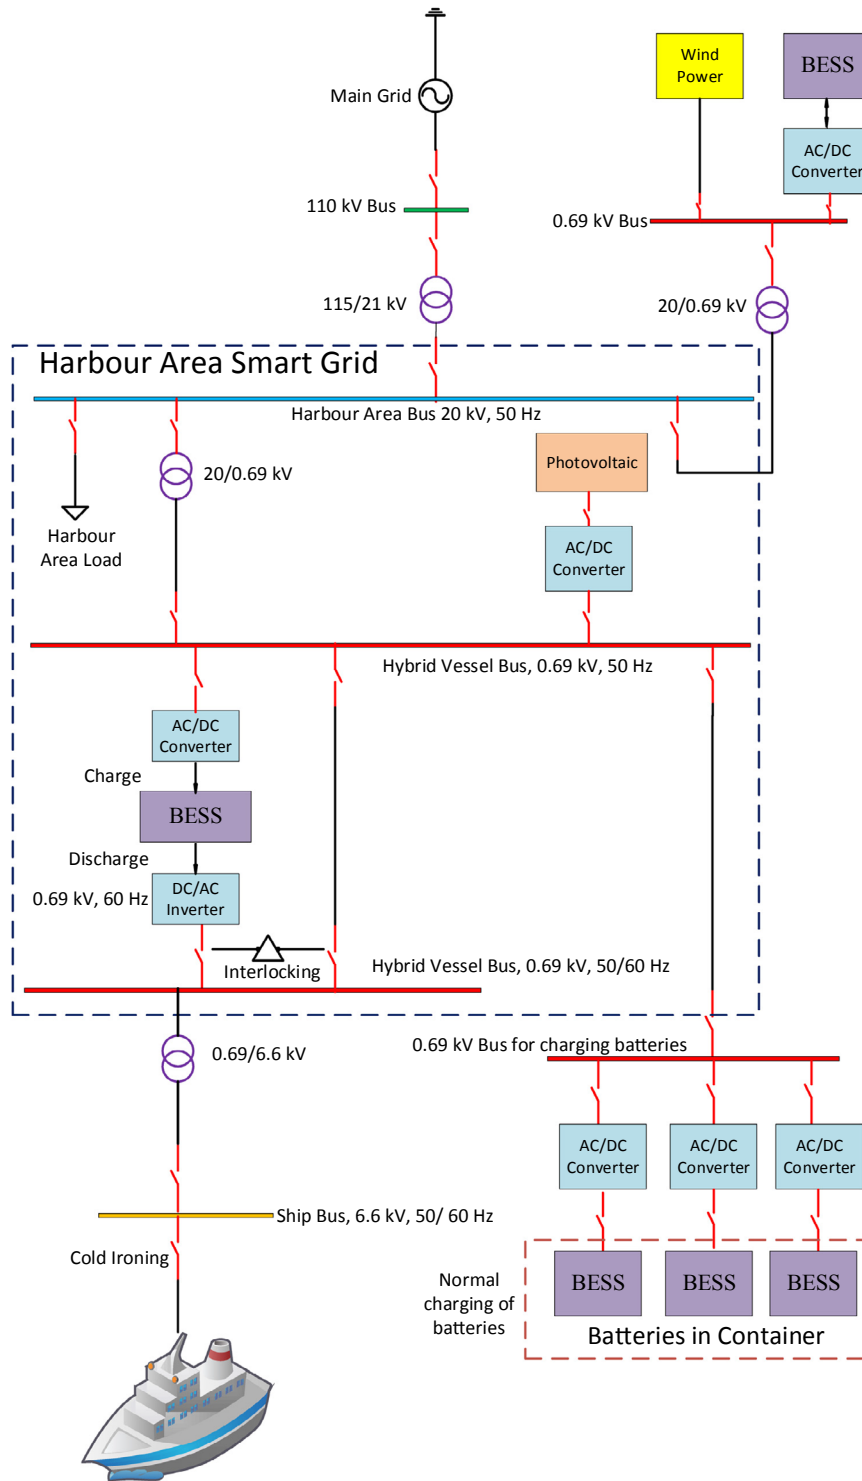 Main Grid
Wind
Power
BESS
AC/DC
Converter
110 kV Bus
0.69 kV Bus
115/21 kV
20/0.69 kV
Harbour Area Smart Grid
Harbour Area Bus 20 kV, 50 Hz
20/0.69 kV
Photovoltaic
Harbour
Area Load
AC/DC
Converter
Hybrid Vessel Bus, 0.69 kV, 50 Hz
AC/DC
Converter
Charge
BESS
Discharge
0.69 kV, 60 Hz
DC/AC
Inverter
Interlocking
Hybrid Vessel Bus, 0.69 kV, 50/60 Hz
0.69/6.6 kV
0.69 kV Bus for charging batteries
AC/DC
Converter
AC/DC
Converter
AC/DC
Converter
Ship Bus, 6.6 kV, 50/ 60 Hz
Cold Ironing
Normal
charging of
batteries
BESS
BESS
BESS
Batteries in Container